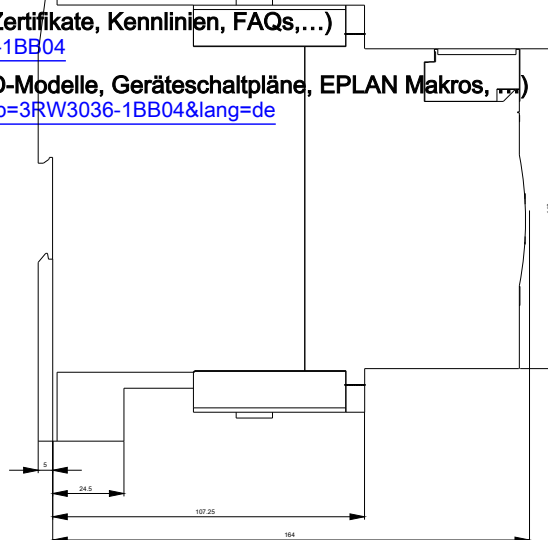 Zertifikate, Kennlinien, FAQs,...)
-1BB04
D-Modelle, Geräteschaltpläne, EPLAN Makros, ...)
b=3RW3036-1BB04&lang=de
5
24.5
107.25
164